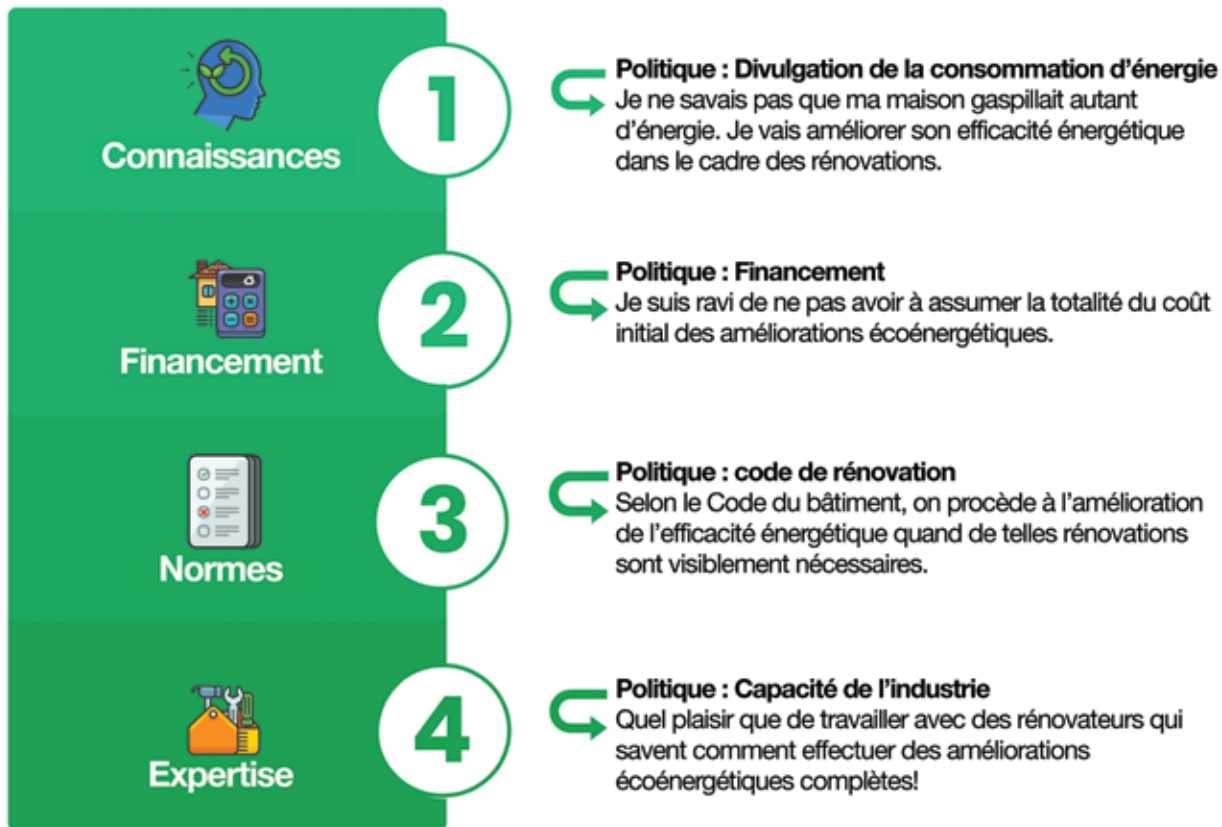 Connaissances
1
Politique : Divulgation de la consommation d’énergie
Je ne savais pas que ma maison gaspillait autant
d’énergie. Je vais améliorer son efficacité énergétique
dans le cadre des rénovations.
Financement
2
Politique : Financement
Je suis ravi de ne pas avoir à assumer la totalité du coût
initial des améliorations écoénergétiques.
Normes
3
Politique : code de rénovation
Selon le Code du bâtiment, on procède à l’amélioration
de l’efficacité énergétique quand de telles rénovations
sont visiblement nécessaires.
Expertise
4
Politique : Capacité de l’industrie
Quel plaisir que de travailler avec des rénovateurs qui
savent comment effectuer des améliorations
écoénergétiques complètes!